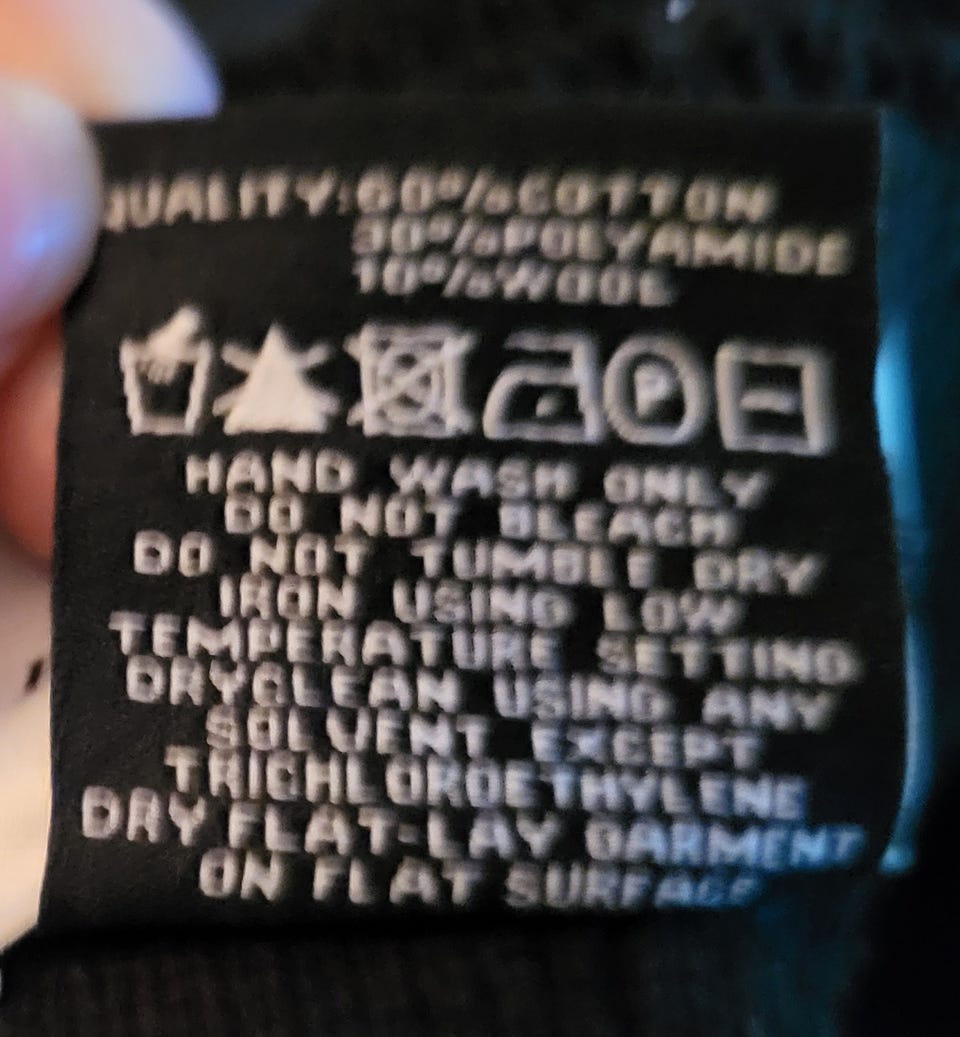 QUALITY:60%COTTON
30%POLYAMIDE
10%WOOL
P
HAND WASH ONLY
DO NOT BLEACH
DO NOT TUMBLE DRY
IRON USING LOW
TEMPERATURE SETTING
DRYCLEAN USING ANY
SOLVENT EXCEPT
TRICHLOROETHYLENE
DRY FLAT-LAY GARMENT
ON FLAT SURFACE